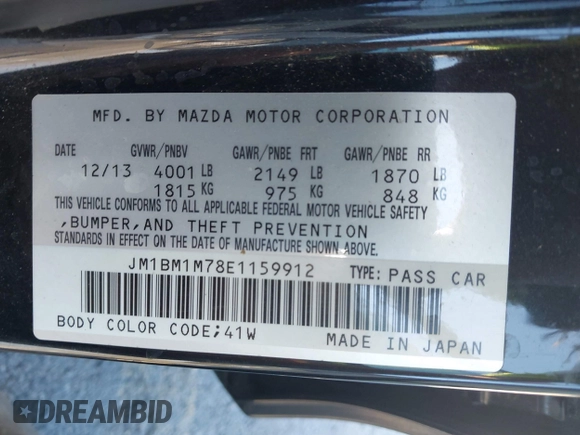 MFD. BY MAZDA MOTOR CORPORATION
DATE GVWR/PNBV GAWR/PNBE FRT GAWR/PNBE RR
12/13 4001 LB 2149 LB 1870 LB
1815 KG 975 KG 848 KG
THIS VEHICLE CONFORMS TO ALL APPLICABLE FEDERAL MOTOR VEHICLE SAFETY
,BUMPER,AND THEFT PREVENTION
STANDARDS IN EFFECT ON THE DATE OF MANUFACTURE SHOWN ABOVE.
JM1BM1M78E1159912 TYPE: PASS CAR
BODY COLOR CODE;41W MADE IN JAPAN
DREAMBID